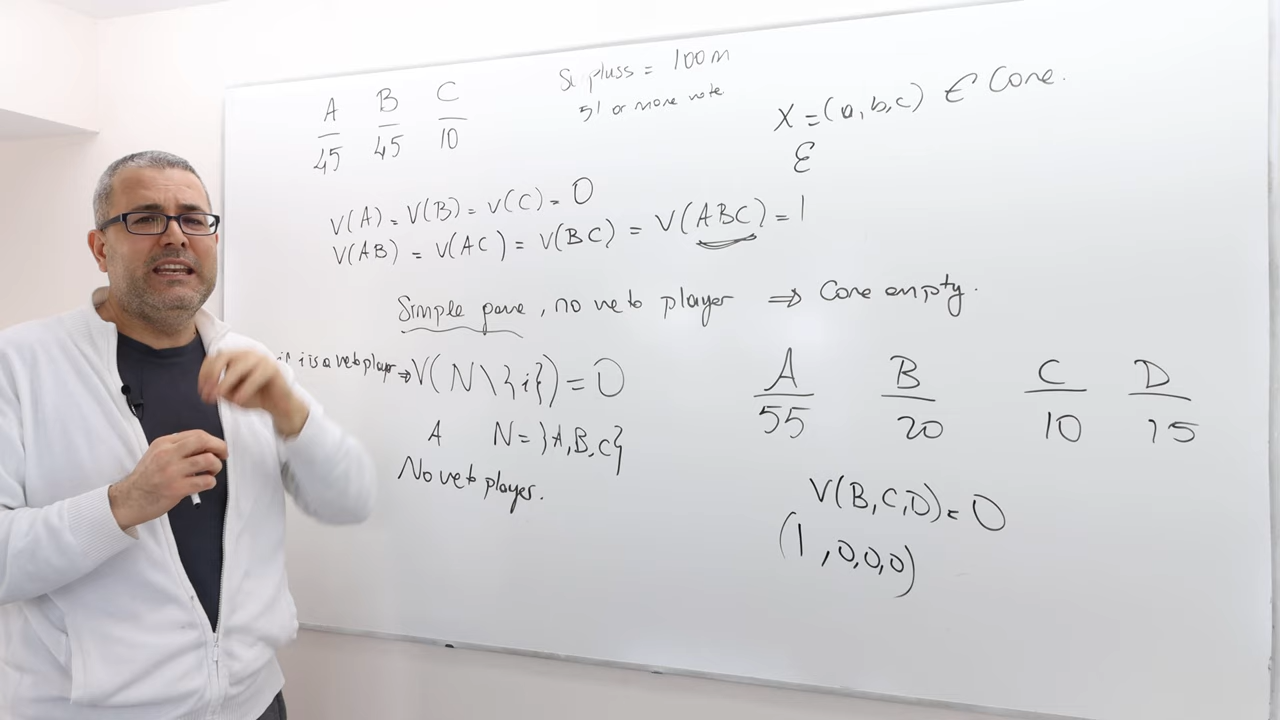 A B C
45 45 10
Surpluss = 100m
51 or more vote
X = (a, b, c) ∈ Core.
ε
V(A) = V(B) = V(C) = 0
V(AB) = V(AC) = V(BC) = V(ABC) = 1
Simple game, no veto player ⇒ Core empty.
if i is a veto player ⇒ V(N\{i}) = 0
A N = {A, B, C}
No veto player.
A B C D
55 20 10 15
V(B, C, D) = 0
(1, 0, 0, 0)